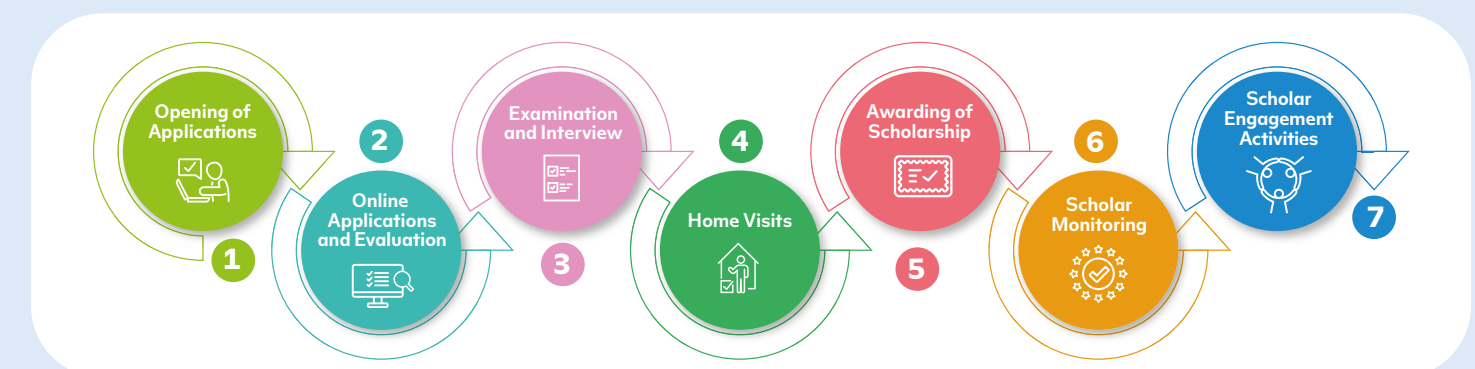 Opening of
Applications
1
2
Online
Applications
and Evaluation
Examination
and Interview
3
4
Home Visits
Awarding of
Scholarship
5
6
Scholar
Monitoring
Scholar
Engagement
Activities
7